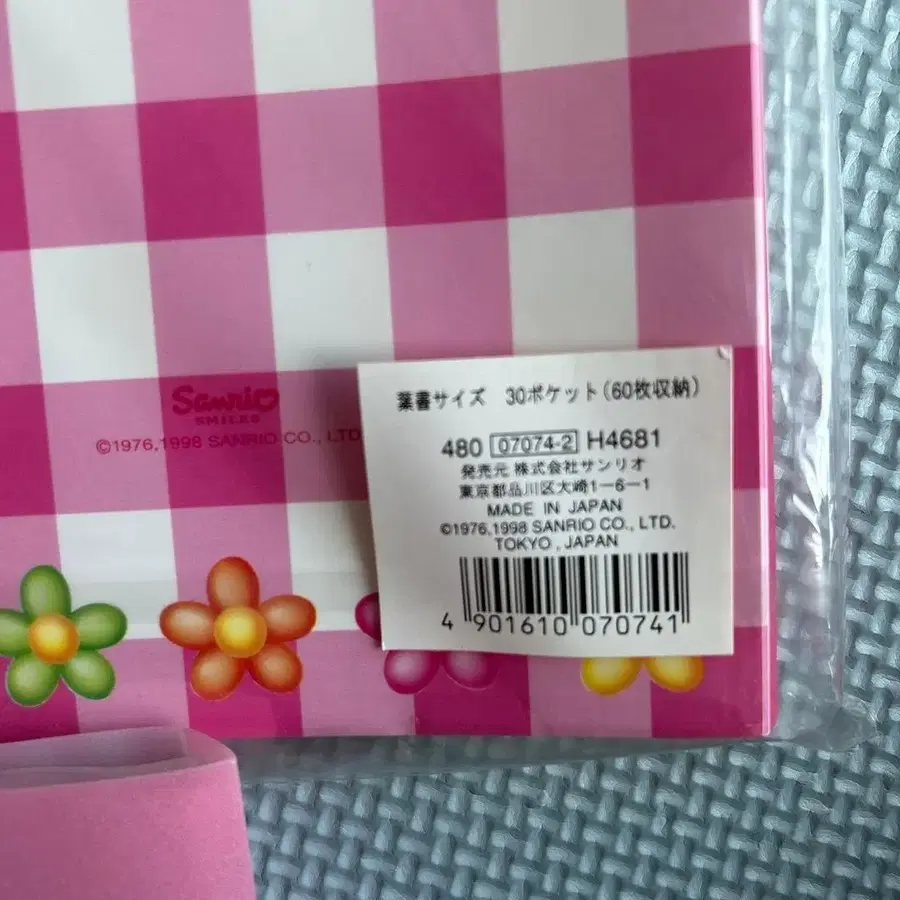 Sanrio
SMILES
©1976,1998 SANRIO CO., LTD.
葉書サイズ 30ポケット(60枚収納)
480 07074-2 H4681
発売元 株式会社サンリオ
東京都品川区大崎1-6-1
MADE IN JAPAN
©1976,1998 SANRIO CO., LTD.
TOKYO, JAPAN
4 901610 070741